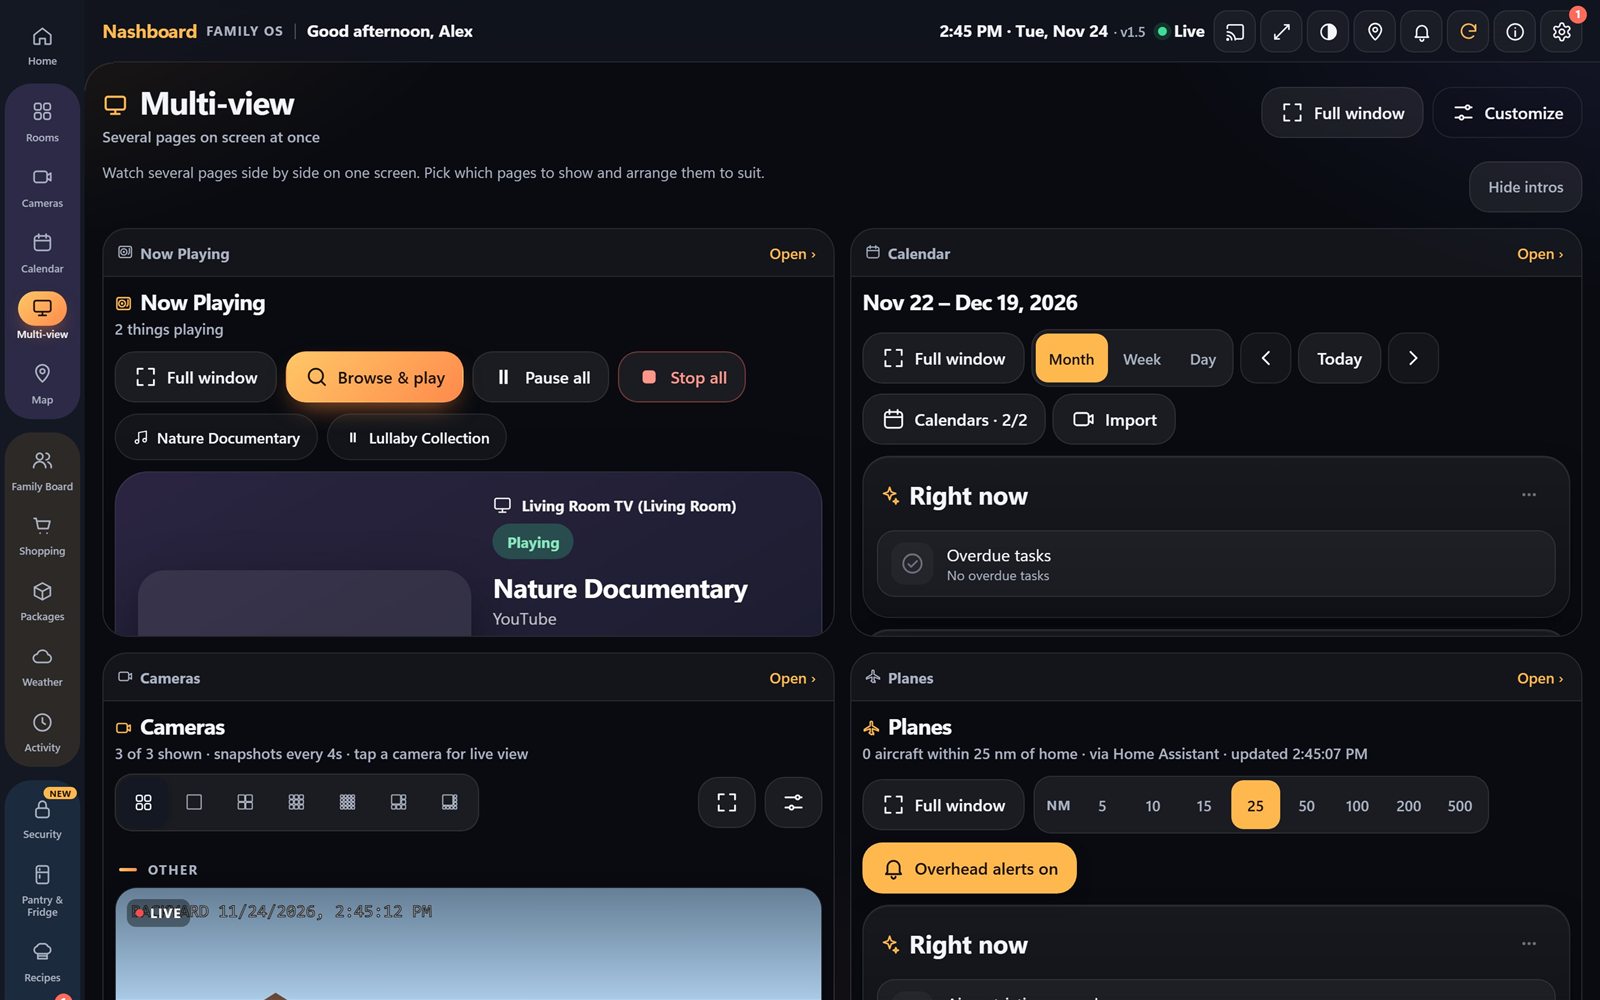 Nashboard FAMILY OS Good afternoon, Alex
2:45 PM · Tue, Nov 24 · v1.5 Live
1
Home
Rooms
Cameras
Calendar
Multi-view
Map
Family Board
Shopping
Packages
Weather
Activity
NEW
Security
Pantry &
Fridge
Recipes
Multi-view
Several pages on screen at once
Watch several pages side by side on one screen. Pick which pages to show and arrange them to suit.
Full window
Customize
Hide intros
Now Playing
Open ›
Now Playing
2 things playing
Full window
Browse & play
Pause all
Stop all
Nature Documentary
Lullaby Collection
Living Room TV (Living Room)
Playing
Nature Documentary
YouTube
Calendar
Open ›
Nov 22 – Dec 19, 2026
Full window
Month Week Day
Today
Calendars · 2/2
Import
Right now
Overdue tasks
No overdue tasks
Cameras
Open ›
Cameras
3 of 3 shown · snapshots every 4s · tap a camera for live view
OTHER
LIVE
11/24/2026, 2:45:12 PM
Planes
Open ›
Planes
0 aircraft within 25 nm of home · via Home Assistant · updated 2:45:07 PM
Full window
NM 5 10 15 25 50 100 200 500
Overhead alerts on
Right now